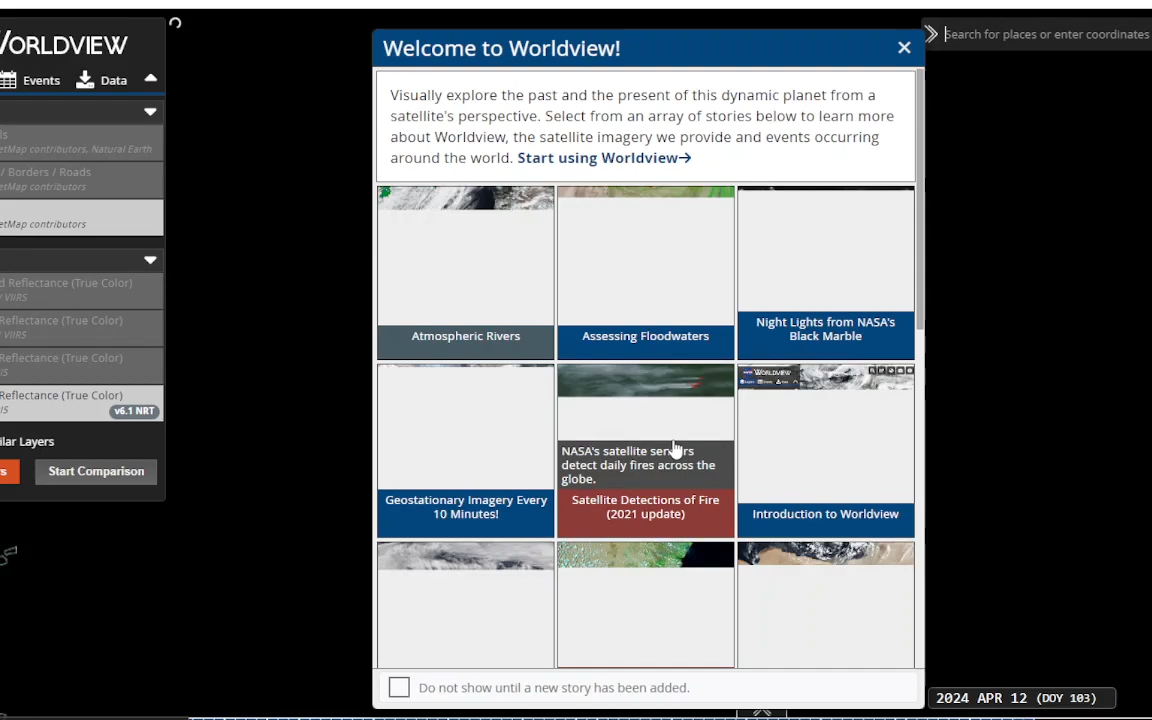 WORLDVIEW
Events
Data
ls
etMap contributors, Natural Earth
/ Borders / Roads
etMap contributors
etMap contributors
d Reflectance (True Color)
/ VIIRS
Reflectance (True Color)
VIIRS
Reflectance (True Color)
IS
Reflectance (True Color)
IS
v6.1 NRT
ilar Layers
s
Start Comparison
Welcome to Worldview!
Visually explore the past and the present of this dynamic planet from a
satellite's perspective. Select from an array of stories below to learn more
about Worldview, the satellite imagery we provide and events occurring
around the world. Start using Worldview→
Atmospheric Rivers
Assessing Floodwaters
Night Lights from NASA's
Black Marble
Geostationary Imagery Every
10 Minutes!
NASA's satellite sensors
detect daily fires across the
globe.
Satellite Detections of Fire
(2021 update)
WORLDVIEW
Introduction to Worldview
Do not show until a new story has been added.
Search for places or enter coordinates
2024 APR 12 (DOY 103)